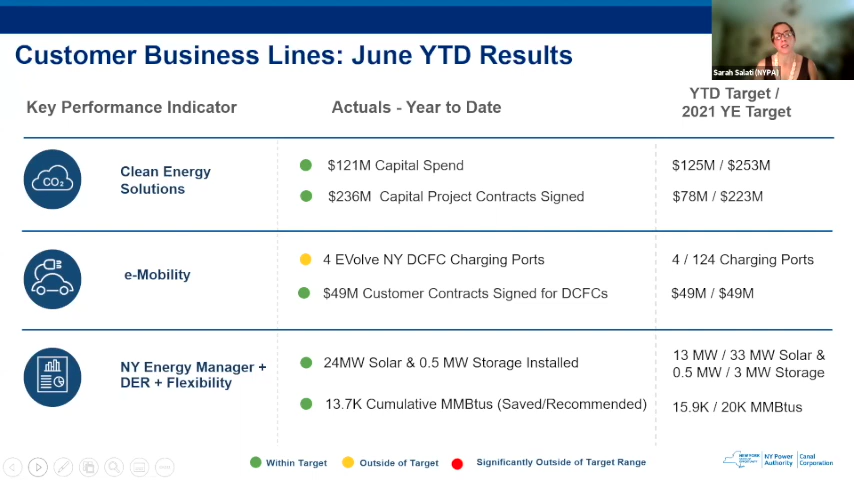 Sarah Salati (NYPA)
Customer Business Lines: June YTD Results
Key Performance Indicator
Actuals - Year to Date
YTD Target /
2021 YE Target
CO2
Clean Energy
Solutions
$121M Capital Spend
$125M / $253M
$236M Capital Project Contracts Signed
$78M / $223M
e-Mobility
4 EVolve NY DCFC Charging Ports
4 / 124 Charging Ports
$49M Customer Contracts Signed for DCFCs
$49M / $49M
NY Energy Manager +
DER + Flexibility
24MW Solar & 0.5 MW Storage Installed
13 MW / 33 MW Solar &
0.5 MW / 3 MW Storage
13.7K Cumulative MMBtus (Saved/Recommended)
15.9K / 20K MMBtus
Within Target
Outside of Target
Significantly Outside of Target Range
NEW YORK
NY Power
Authority
Canal
Corporation